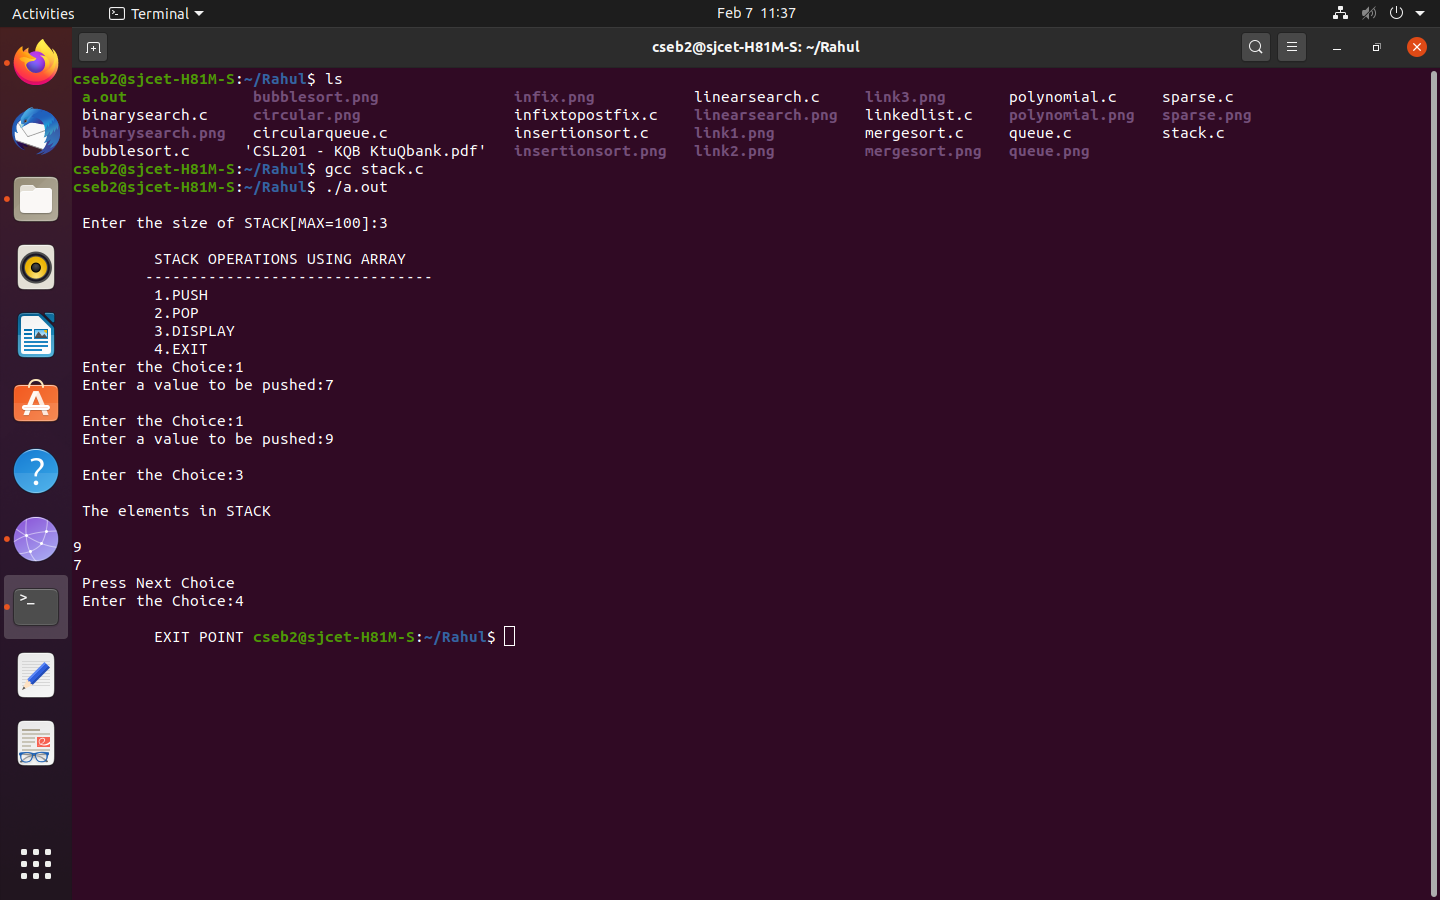 Activities Terminal Feb 7 11:37
cseb2@sjcet-H81M-S: ~/Rahul
cseb2@sjcet-H81M-S:~/Rahul$ ls
a.out bubblesort.png infix.png linearsearch.c link3.png polynomial.c sparse.c
binarysearch.c circular.png infixtopostfix.c linearsearch.png linkedlist.c polynomial.png sparse.png
binarysearch.png circularqueue.c insertionsort.c link1.png mergesort.c queue.c stack.c
bubblesort.c 'CSL201 - KQB KtuQbank.pdf' insertionsort.png link2.png mergesort.png queue.png
cseb2@sjcet-H81M-S:~/Rahul$ gcc stack.c
cseb2@sjcet-H81M-S:~/Rahul$ ./a.out
Enter the size of STACK[MAX=100]:3
STACK OPERATIONS USING ARRAY
--------------------------------
1.PUSH
2.POP
3.DISPLAY
4.EXIT
Enter the Choice:1
Enter a value to be pushed:7
Enter the Choice:1
Enter a value to be pushed:9
Enter the Choice:3
The elements in STACK
9
7
Press Next Choice
Enter the Choice:4
EXIT POINT cseb2@sjcet-H81M-S:~/Rahul$